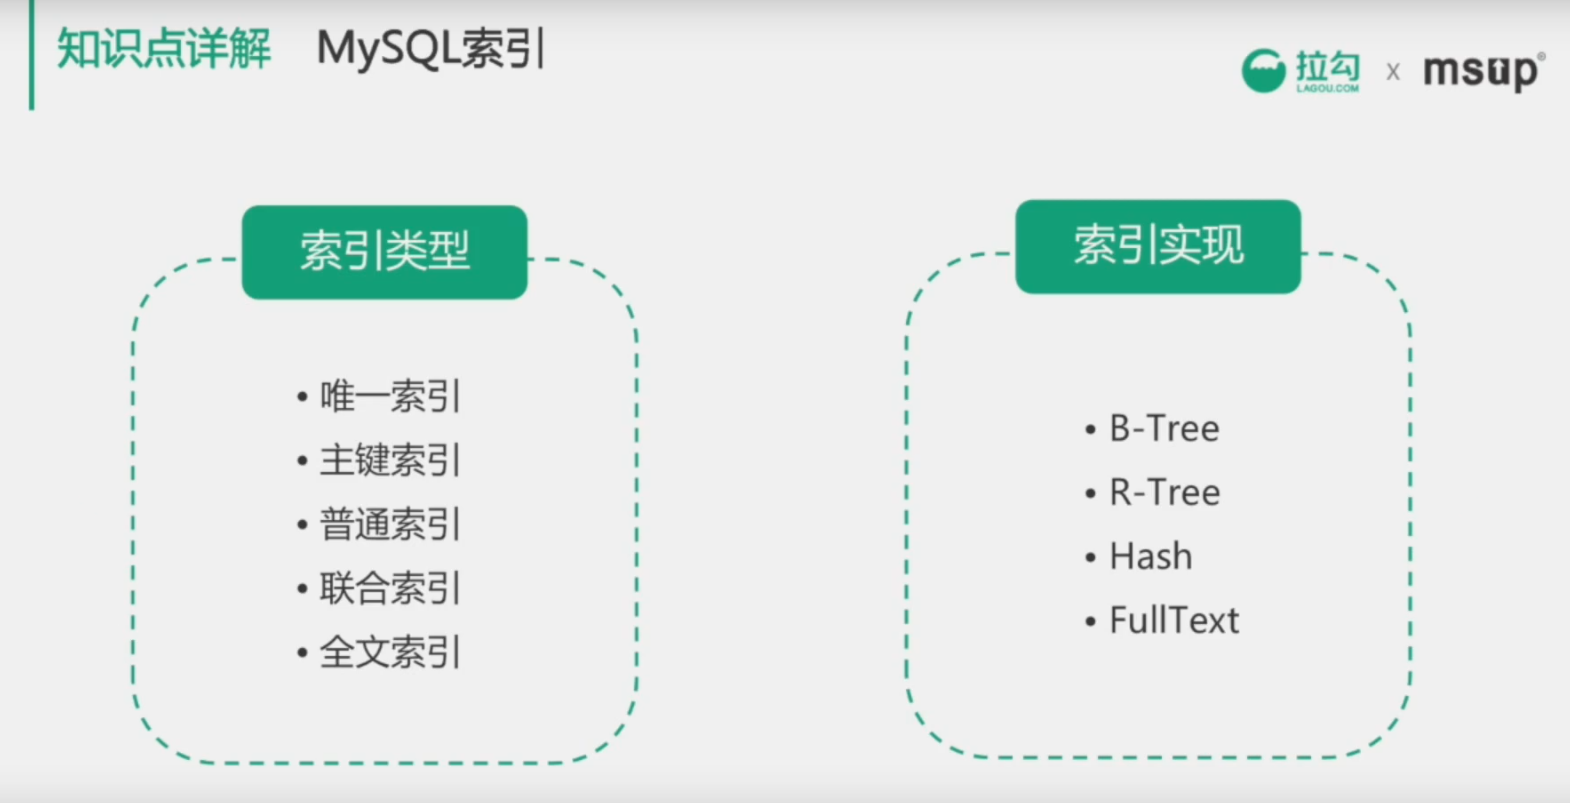 知识点详解 MySQL索引
拉勾 x msup®
LAGOU.COM
索引类型
• 唯一索引
• 主键索引
• 普通索引
• 联合索引
• 全文索引
索引实现
• B-Tree
• R-Tree
• Hash
• FullText